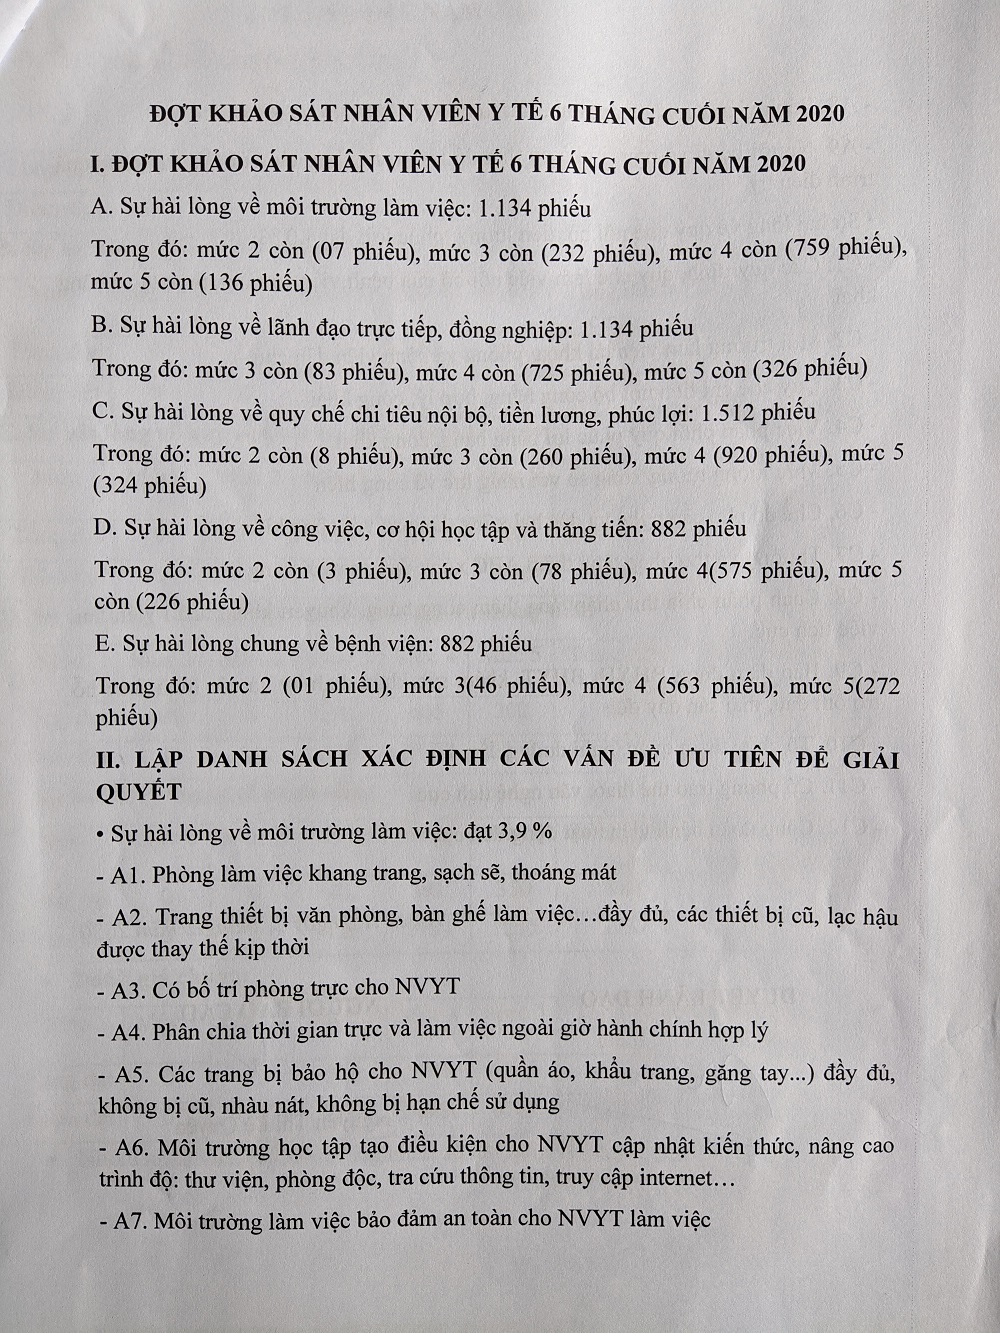 ĐỢT KHẢO SÁT NHÂN VIÊN Y TẾ 6 THÁNG CUỐI NĂM 2020
I. ĐỢT KHẢO SÁT NHÂN VIÊN Y TẾ 6 THÁNG CUỐI NĂM 2020
A. Sự hài lòng về môi trường làm việc: 1.134 phiếu
Trong đó: mức 2 còn (07 phiếu), mức 3 còn (232 phiếu), mức 4 còn (759 phiếu),
mức 5 còn (136 phiếu)
B. Sự hài lòng về lãnh đạo trực tiếp, đồng nghiệp: 1.134 phiếu
Trong đó: mức 3 còn (83 phiếu), mức 4 còn (725 phiếu), mức 5 còn (326 phiếu)
C. Sự hài lòng về quy chế chi tiêu nội bộ, tiền lương, phúc lợi: 1.512 phiếu
Trong đó: mức 2 còn (8 phiếu), mức 3 còn (260 phiếu), mức 4 (920 phiếu), mức 5
(324 phiếu)
D. Sự hài lòng về công việc, cơ hội học tập và thăng tiến: 882 phiếu
Trong đó: mức 2 còn (3 phiếu), mức 3 còn (78 phiếu), mức 4(575 phiếu), mức 5
còn (226 phiếu)
E. Sự hài lòng chung về bệnh viện: 882 phiếu
Trong đó: mức 2 (01 phiếu), mức 3(46 phiếu), mức 4 (563 phiếu), mức 5(272
phiếu)
II. LẬP DANH SÁCH XÁC ĐỊNH CÁC VẤN ĐỀ ƯU TIÊN ĐỂ GIẢI
QUYẾT
• Sự hài lòng về môi trường làm việc: đạt 3,9 %
- A1. Phòng làm việc khang trang, sạch sẽ, thoáng mát
- A2. Trang thiết bị văn phòng, bàn ghế làm việc…đầy đủ, các thiết bị cũ, lạc hậu
được thay thế kịp thời
- A3. Có bố trí phòng trực cho NVYT
- A4. Phân chia thời gian trực và làm việc ngoài giờ hành chính hợp lý
- A5. Các trang bị bảo hộ cho NVYT (quần áo, khẩu trang, găng tay...) đầy đủ,
không bị cũ, nhàu nát, không bị hạn chế sử dụng
- A6. Môi trường học tập tạo điều kiện cho NVYT cập nhật kiến thức, nâng cao
trình độ: thư viện, phòng độc, tra cứu thông tin, truy cập internet…
- A7. Môi trường làm việc bảo đảm an toàn cho NVYT làm việc